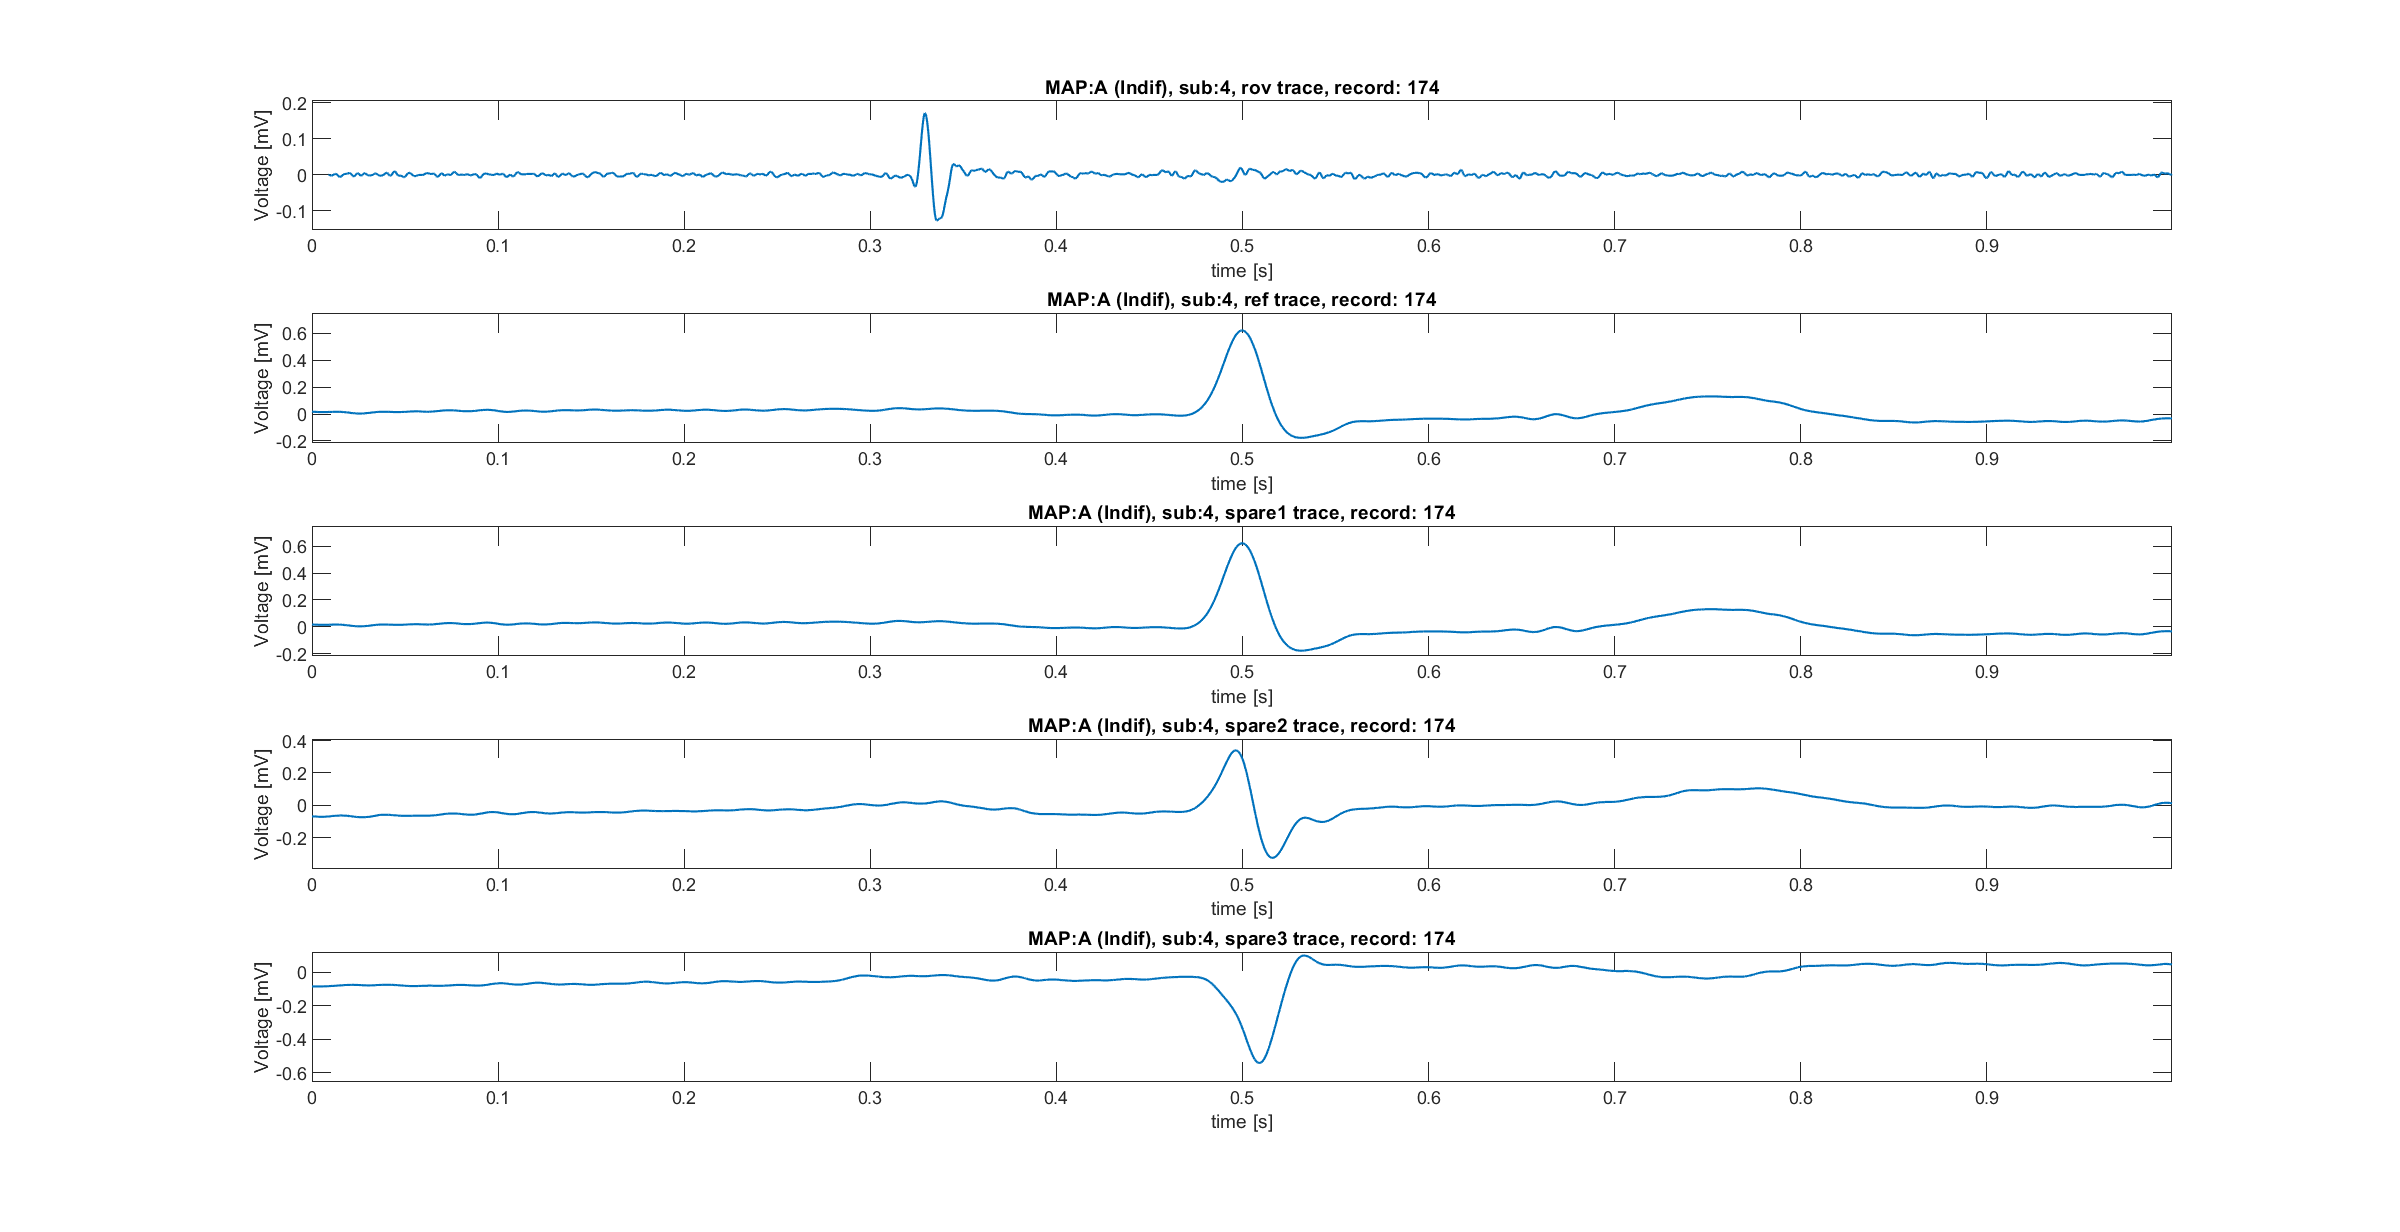 MAP:A (Indif), sub:4, rov trace, record: 174
Voltage [mV]
0.2
0.1
0
-0.1
0 0.1 0.2 0.3 0.4 0.5 0.6 0.7 0.8 0.9
time [s]
MAP:A (Indif), sub:4, ref trace, record: 174
Voltage [mV]
0.6
0.4
0.2
0
-0.2
0 0.1 0.2 0.3 0.4 0.5 0.6 0.7 0.8 0.9
time [s]
MAP:A (Indif), sub:4, spare1 trace, record: 174
Voltage [mV]
0.6
0.4
0.2
0
-0.2
0 0.1 0.2 0.3 0.4 0.5 0.6 0.7 0.8 0.9
time [s]
MAP:A (Indif), sub:4, spare2 trace, record: 174
Voltage [mV]
0.4
0.2
0
-0.2
0 0.1 0.2 0.3 0.4 0.5 0.6 0.7 0.8 0.9
time [s]
MAP:A (Indif), sub:4, spare3 trace, record: 174
Voltage [mV]
0
-0.2
-0.4
-0.6
0 0.1 0.2 0.3 0.4 0.5 0.6 0.7 0.8 0.9
time [s]